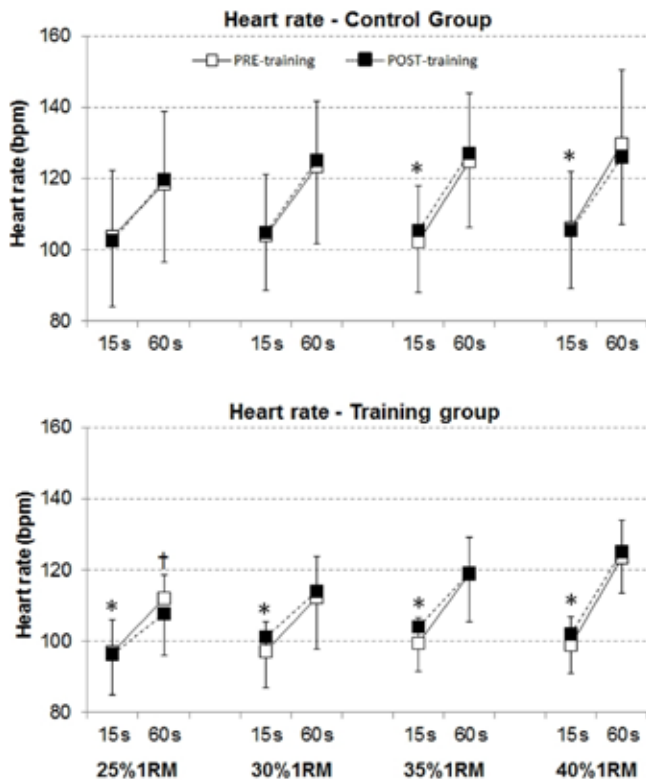 Heart rate - Control Group
PRE-training POST-training
Heart rate (bpm)
160
140
120
100
80
* *
15s 60s 15s 60s 15s 60s 15s 60s
Heart rate - Training group
Heart rate (bpm)
160
140
120
100
80
* † * * *
15s 60s 15s 60s 15s 60s 15s 60s
25%1RM 30%1RM 35%1RM 40%1RM